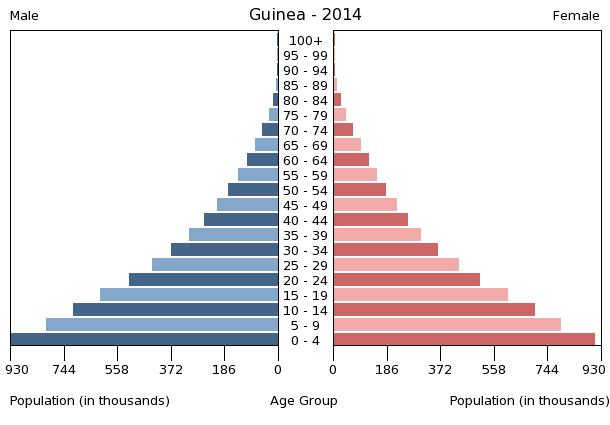 Male Guinea - 2014 Female
100+
95 - 99
90 - 94
85 - 89
80 - 84
75 - 79
70 - 74
65 - 69
60 - 64
55 - 59
50 - 54
45 - 49
40 - 44
35 - 39
30 - 34
25 - 29
20 - 24
15 - 19
10 - 14
5 - 9
0 - 4
930 744 558 372 186 0 0 186 372 558 744 930
Population (in thousands) Age Group Population (in thousands)